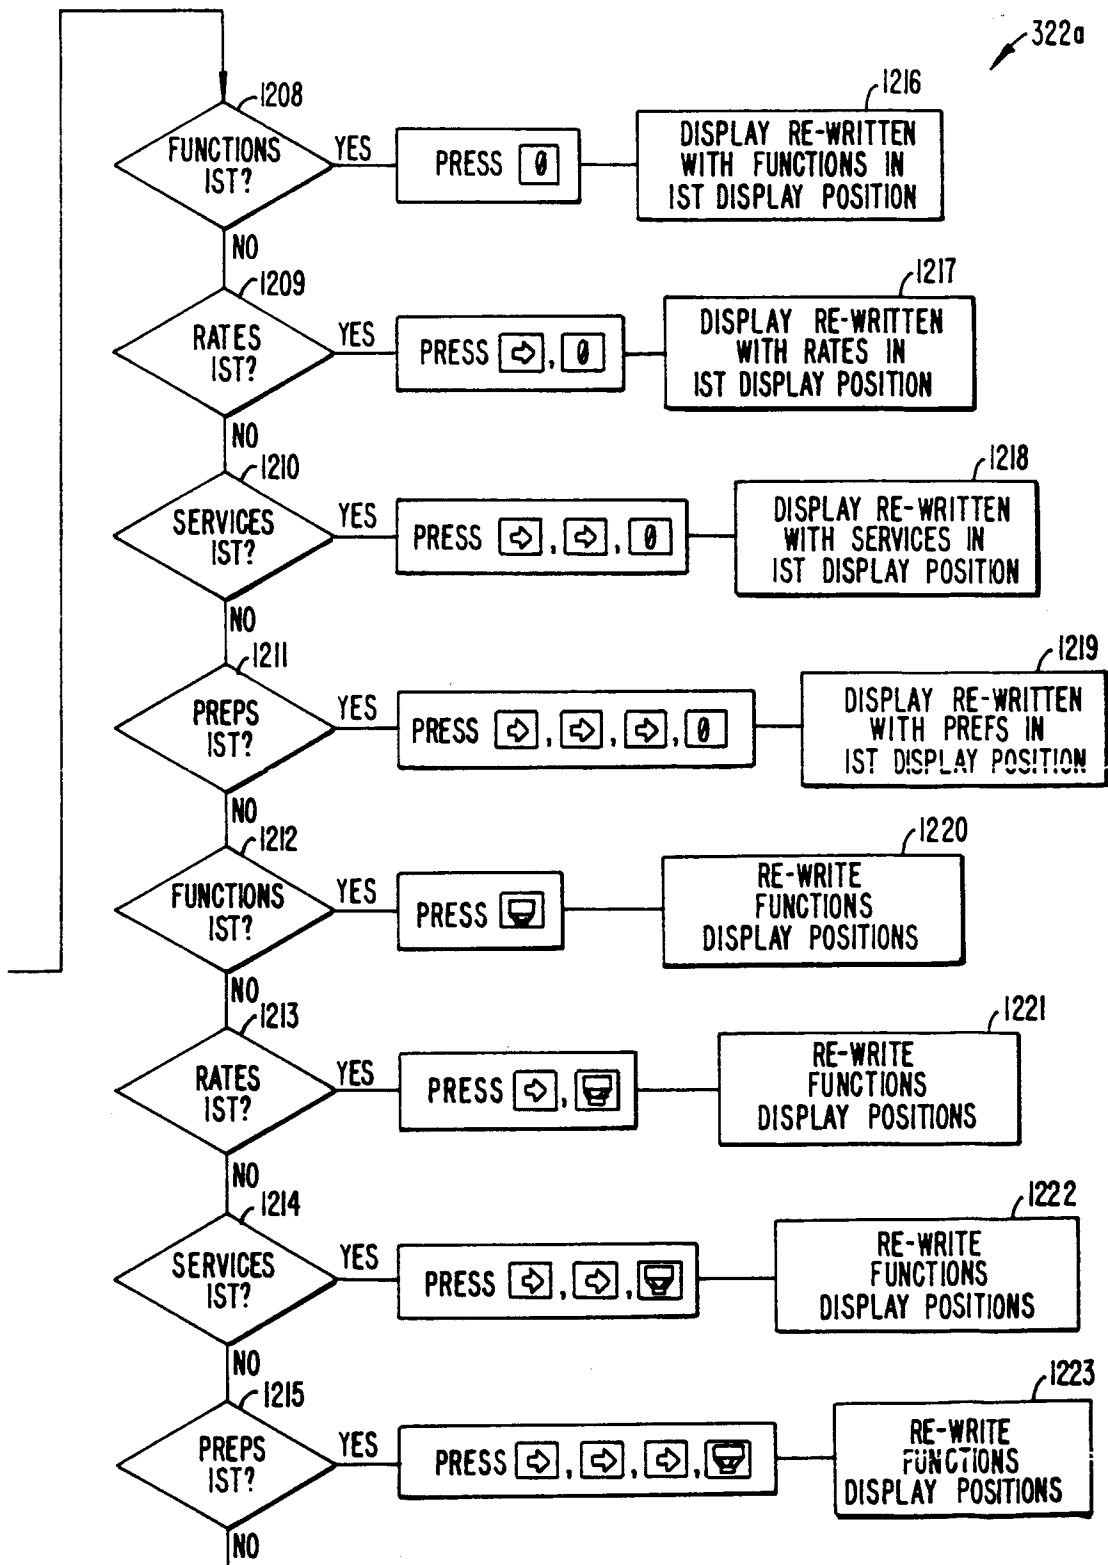 322a
1208
FUNCTIONS
1ST?
YES
PRESS 0
1216
DISPLAY RE-WRITTEN
WITH FUNCTIONS IN
1ST DISPLAY POSITION
NO
1209
RATES
1ST?
YES
PRESS ⇨, 0
1217
DISPLAY RE-WRITTEN
WITH RATES IN
1ST DISPLAY POSITION
NO
1210
SERVICES
1ST?
YES
PRESS ⇨, ⇨, 0
1218
DISPLAY RE-WRITTEN
WITH SERVICES IN
1ST DISPLAY POSITION
NO
1211
PREPS
1ST?
YES
PRESS ⇨, ⇨, ⇨, 0
1219
DISPLAY RE-WRITTEN
WITH PREFS IN
1ST DISPLAY POSITION
NO
1212
FUNCTIONS
1ST?
YES
PRESS
1220
RE-WRITE
FUNCTIONS
DISPLAY POSITIONS
NO
1213
RATES
1ST?
YES
PRESS ⇨,
1221
RE-WRITE
FUNCTIONS
DISPLAY POSITIONS
NO
1214
SERVICES
1ST?
YES
PRESS ⇨, ⇨,
1222
RE-WRITE
FUNCTIONS
DISPLAY POSITIONS
NO
1215
PREPS
1ST?
YES
PRESS ⇨, ⇨, ⇨,
1223
RE-WRITE
FUNCTIONS
DISPLAY POSITIONS
NO